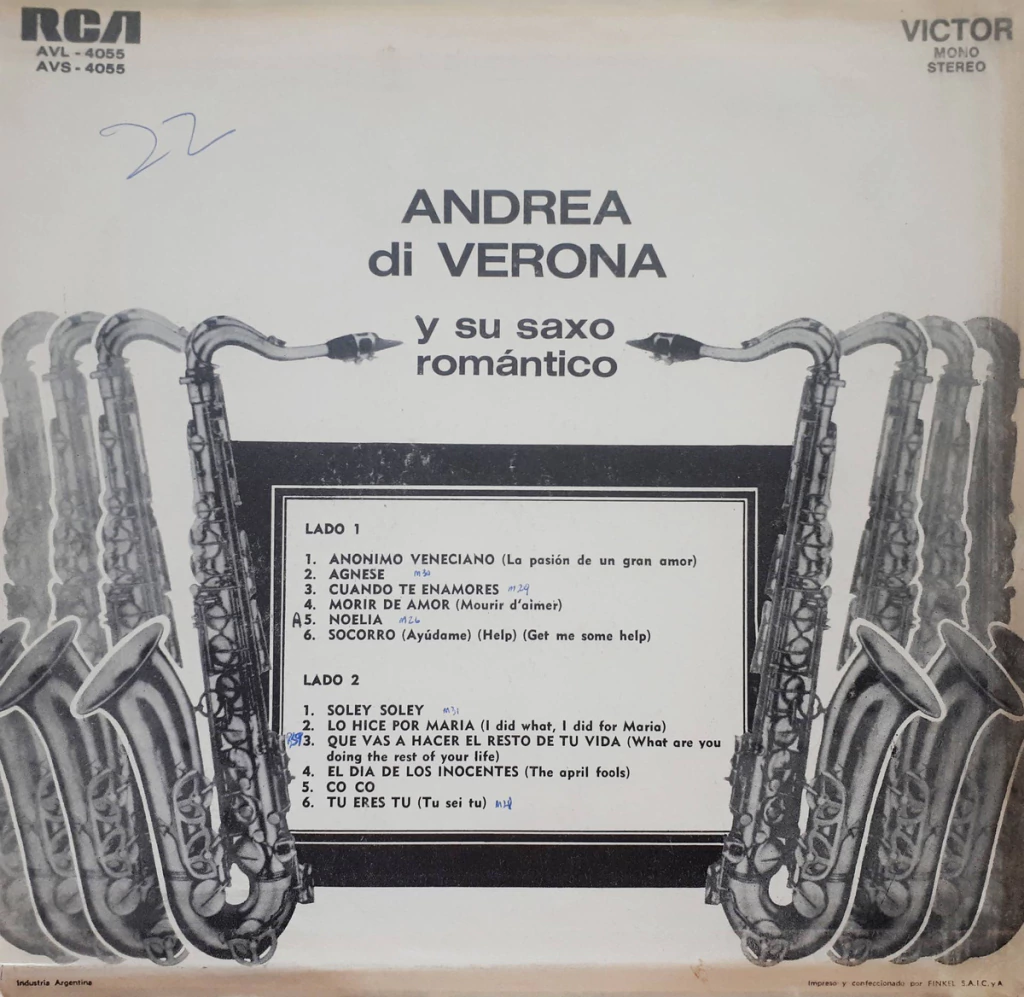 RCA
AVL - 4055
AVS - 4055
VICTOR
MONO
STEREO
22
ANDREA
di VERONA
y su saxo
romántico
LADO 1
1. ANONIMO VENECIANO (La pasión de un gran amor)
2. AGNESE m30
3. CUANDO TE ENAMORES m29
4. MORIR DE AMOR (Mourir d'aimer)
A 5. NOELIA m26
6. SOCORRO (Ayúdame) (Help) (Get me some help)
LADO 2
1. SOLEY SOLEY m31
2. LO HICE POR MARIA (I did what, I did for Maria)
3. QUE VAS A HACER EL RESTO DE TU VIDA (What are you
doing the rest of your life)
4. EL DIA DE LOS INOCENTES (The april fools)
5. CO CO
6. TU ERES TU (Tu sei tu)
Industria Argentina
Impreso y confeccionado por FINKEL S.A.I.C. y A.